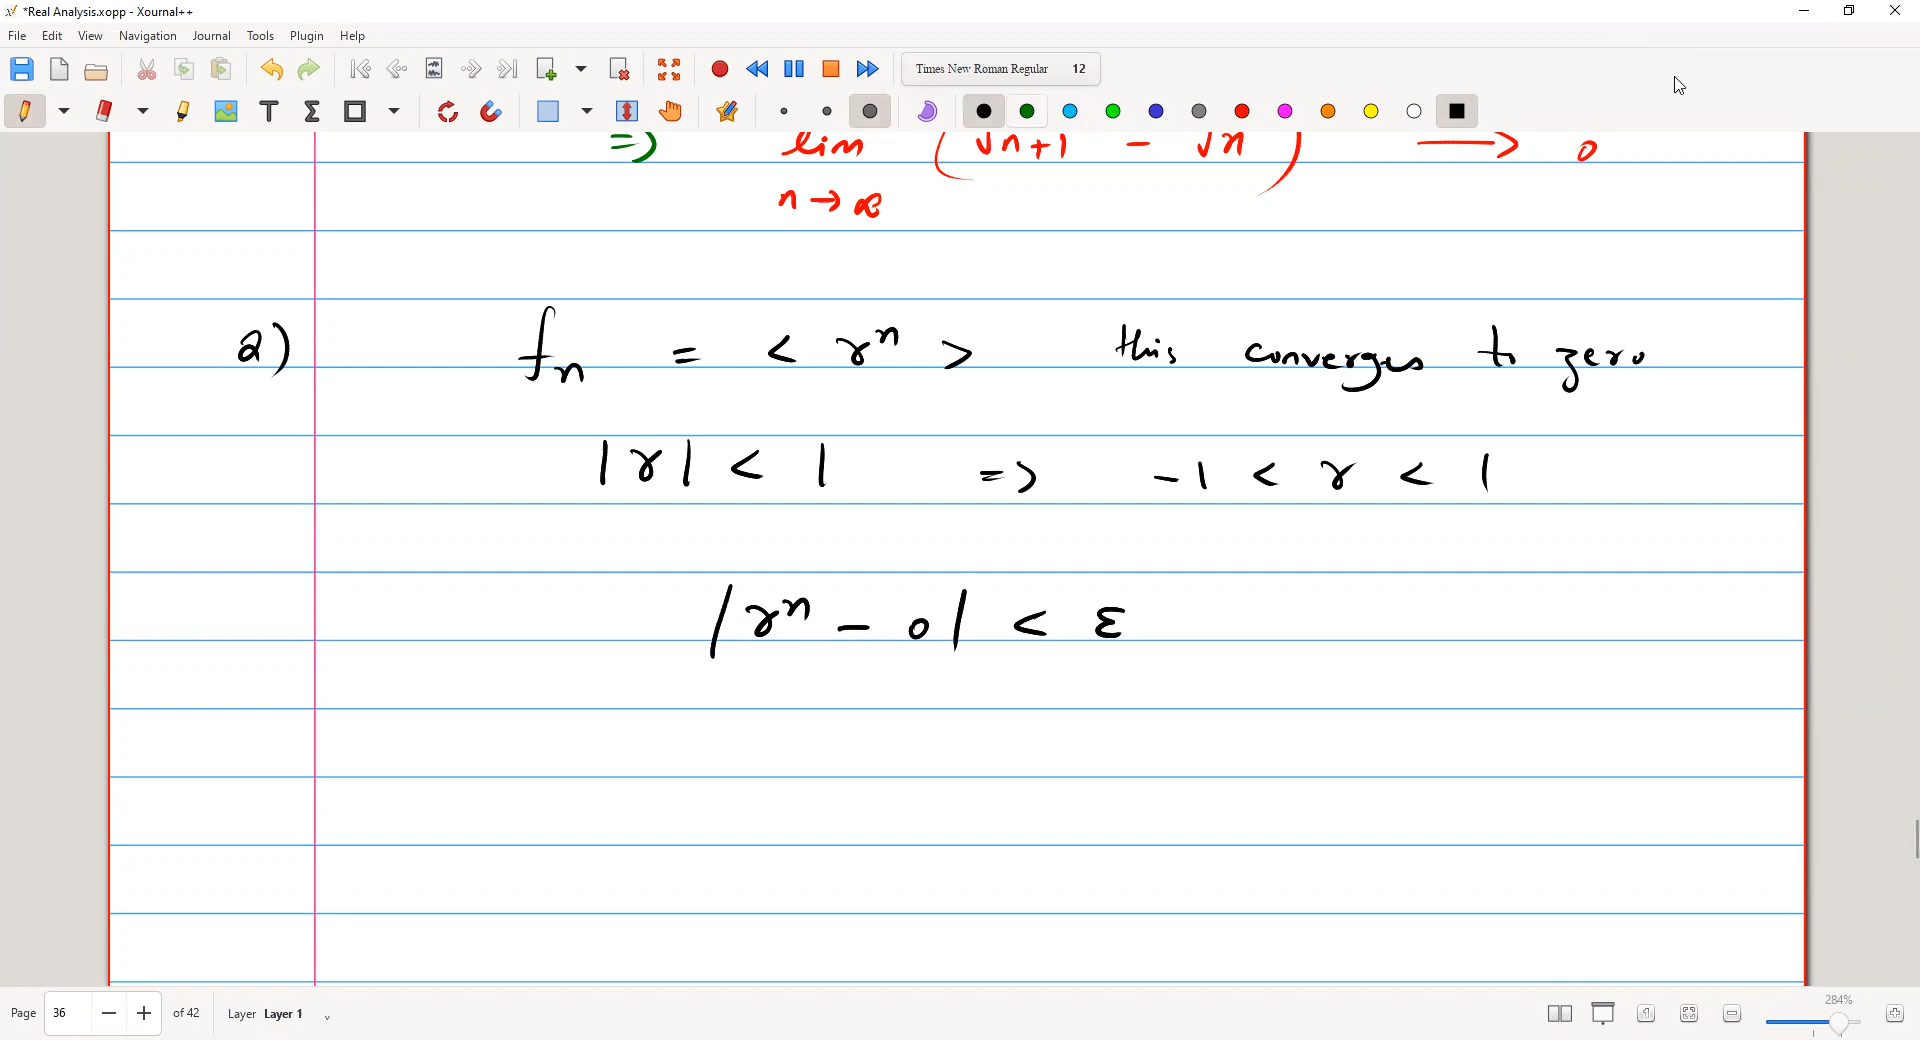 *Real Analysis.xopp - Xournal++
File Edit View Navigation Journal Tools Plugin Help
Times New Roman Regular 12
=> lim (√n+1 - √n) → 0
n → ∞
2) fn = < rⁿ > this converges to zero
|r| < 1 => -1 < r < 1
|rⁿ - 0| < ε
284%
Page 36 of 42 Layer Layer 1